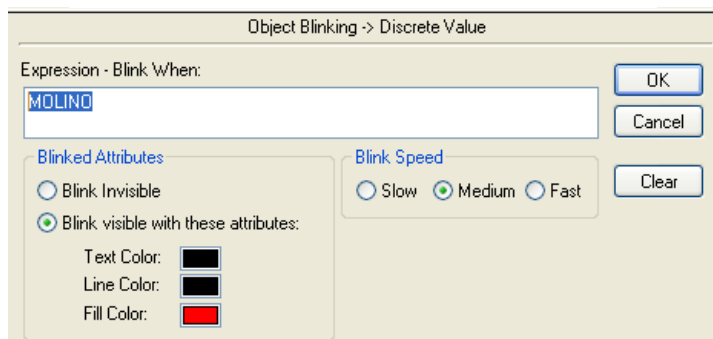 Object Blinking -> Discrete Value
Expression - Blink When:
MOLINO
OK
Cancel
Clear
Blinked Attributes
Blink Invisible
Blink visible with these attributes:
Text Color:
Line Color:
Fill Color:
Blink Speed
Slow Medium Fast